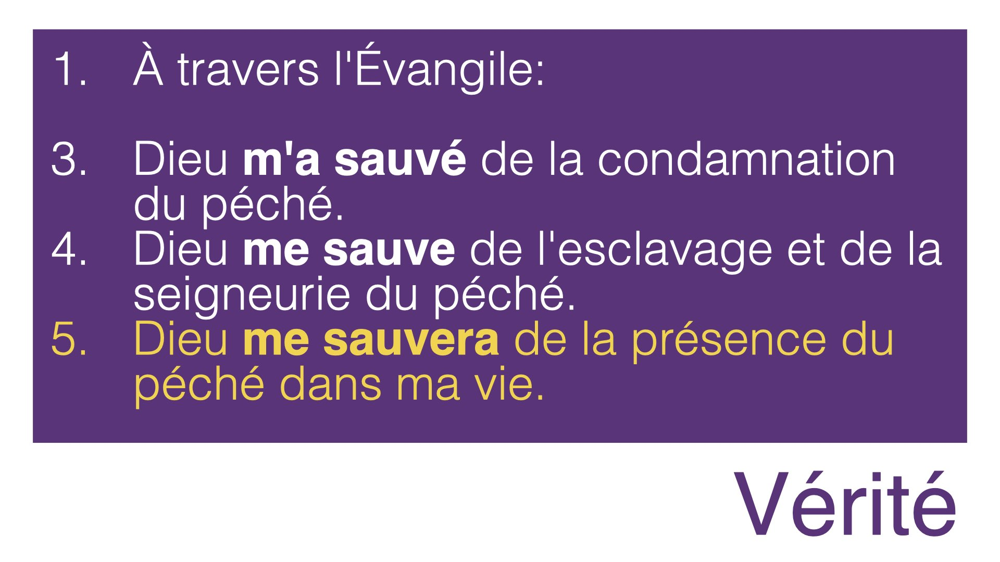 1. À travers l'Évangile:
3. Dieu m'a sauvé de la condamnation
du péché.
4. Dieu me sauve de l'esclavage et de la
seigneurie du péché.
5. Dieu me sauvera de la présence du
péché dans ma vie.
Vérité